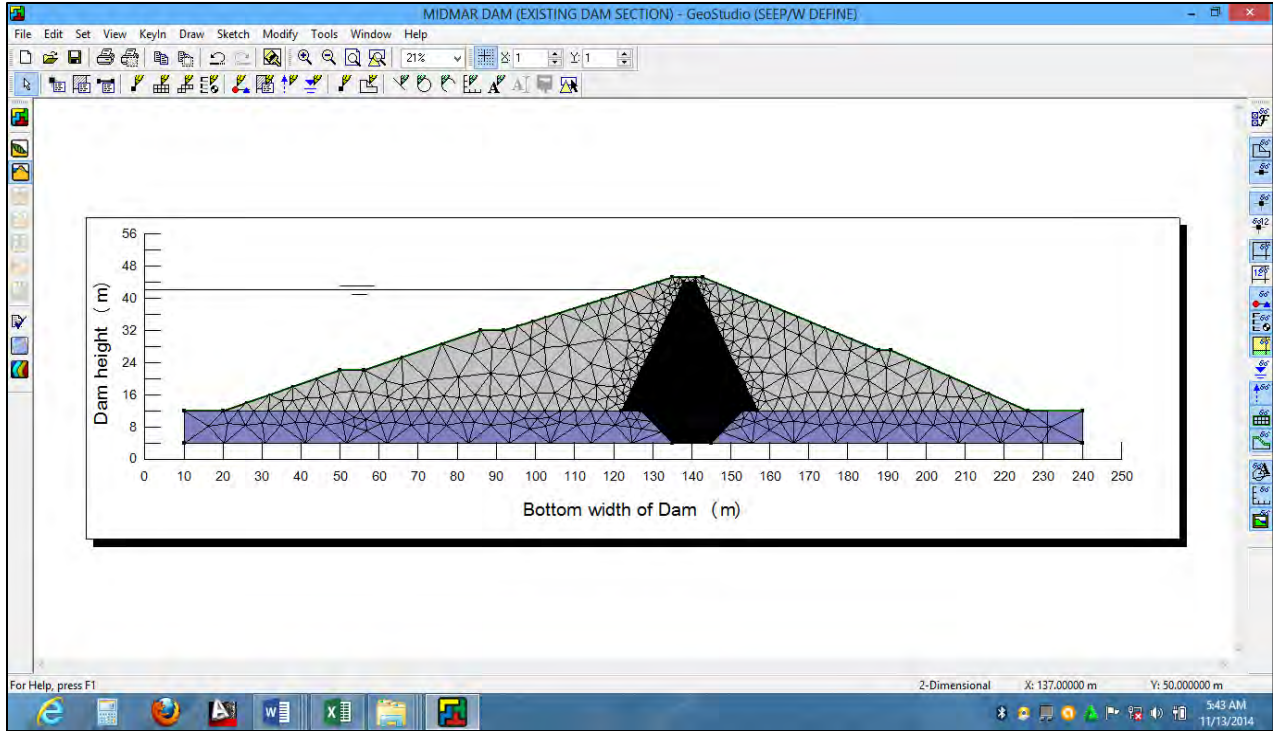 MIDMAR DAM (EXISTING DAM SECTION) - GeoStudio (SEEP/W DEFINE)
File Edit Set View KeyIn Draw Sketch Modify Tools Window Help
21% 1 1
56
48
40
32
24
16
8
0
Dam height (m)
0 10 20 30 40 50 60 70 80 90 100 110 120 130 140 150 160 170 180 190 200 210 220 230 240 250
Bottom width of Dam (m)
For Help, press F1 2-Dimensional X: 137.00000 m Y: 50.000000 m
5:43 AM
11/13/2014